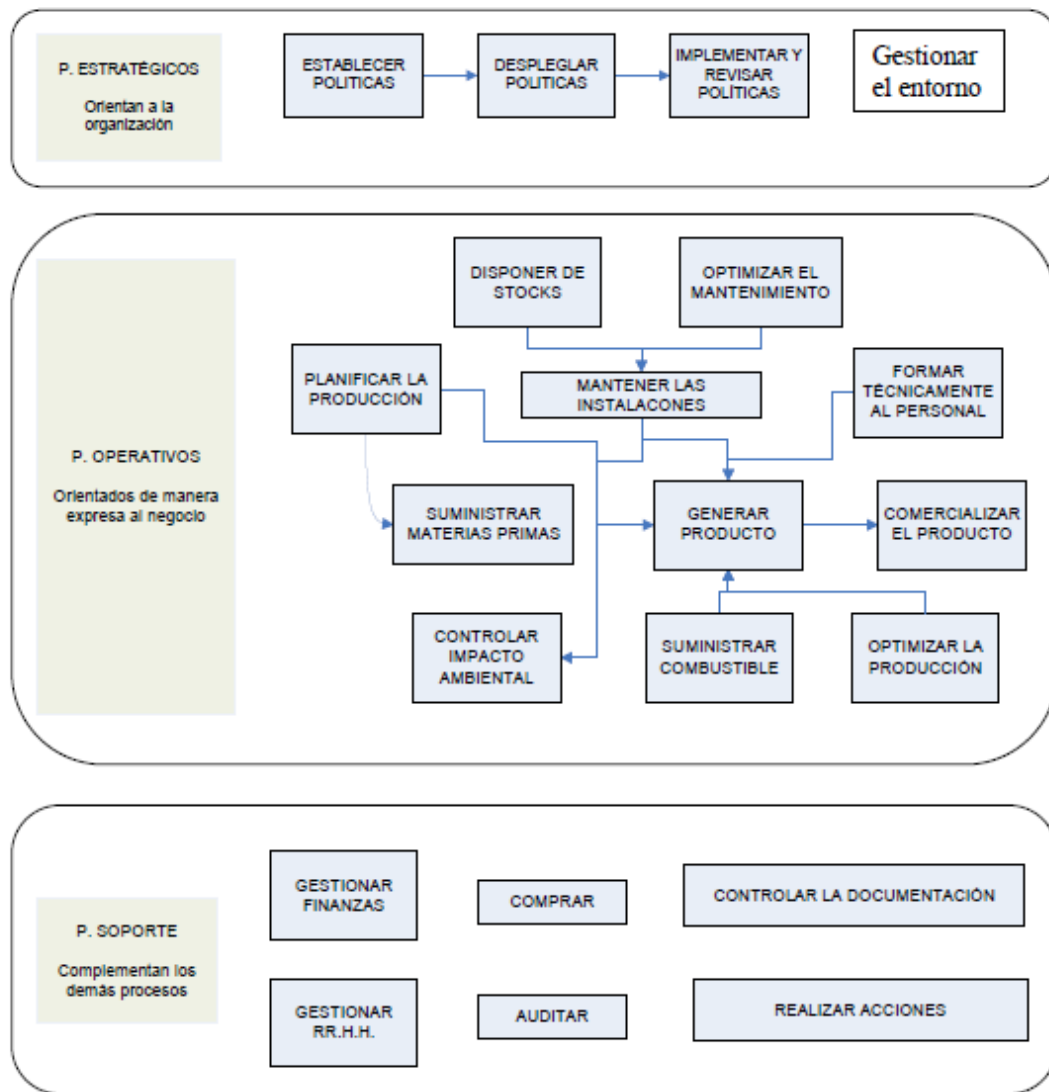 P. ESTRATÉGICOS
Orientan a la
organización
ESTABLECER
POLITICAS
DESPLEGLAR
POLITICAS
IMPLEMENTAR Y
REVISAR
POLÍTICAS
Gestionar
el entorno
P. OPERATIVOS
Orientados de manera
expresa al negocio
DISPONER DE
STOCKS
OPTIMIZAR EL
MANTENIMIENTO
PLANIFICAR LA
PRODUCCIÓN
MANTENER LAS
INSTALACONES
FORMAR
TÉCNICAMENTE
AL PERSONAL
SUMINISTRAR
MATERIAS PRIMAS
GENERAR
PRODUCTO
COMERCIALIZAR
EL PRODUCTO
CONTROLAR
IMPACTO
AMBIENTAL
SUMINISTRAR
COMBUSTIBLE
OPTIMIZAR LA
PRODUCCIÓN
P. SOPORTE
Complementan los
demás procesos
GESTIONAR
FINANZAS
COMPRAR
CONTROLAR LA DOCUMENTACIÓN
GESTIONAR
RR.H.H.
AUDITAR
REALIZAR ACCIONES